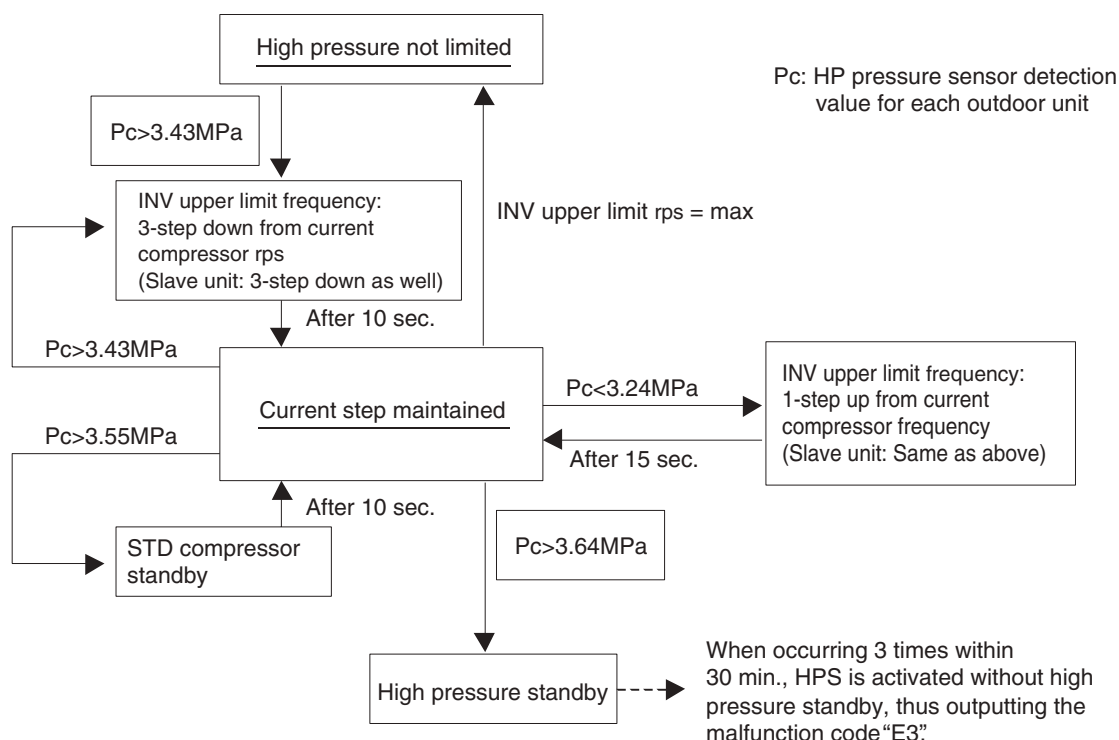 High pressure not limited
Pc: HP pressure sensor detection
value for each outdoor unit
Pc>3.43MPa
INV upper limit frequency:
3-step down from current
compressor rps
(Slave unit: 3-step down as well)
INV upper limit rps = max
After 10 sec.
Pc>3.43MPa
Current step maintained
Pc<3.24MPa
After 15 sec.
INV upper limit frequency:
1-step up from current
compressor frequency
(Slave unit: Same as above)
Pc>3.55MPa
After 10 sec.
STD compressor
standby
Pc>3.64MPa
High pressure standby
When occurring 3 times within
30 min., HPS is activated without high
pressure standby, thus outputting the
malfunction code “E3”.